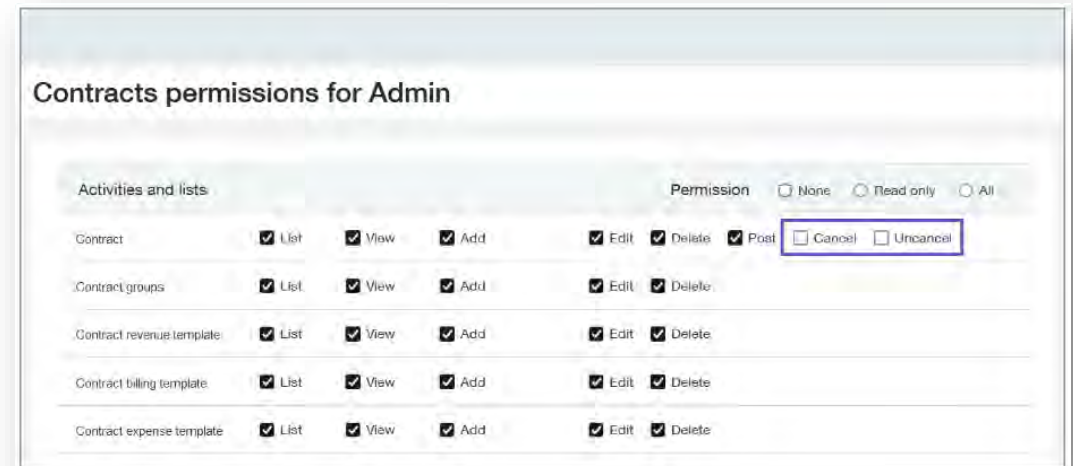 Contracts permissions for Admin
Activities and lists Permission None Read only All
Contract List View Add Edit Delete Post Cancel Uncancel
Contract groups List View Add Edit Delete
Contract revenue template List View Add Edit Delete
Contract billing template List View Add Edit Delete
Contract expense template List View Add Edit Delete